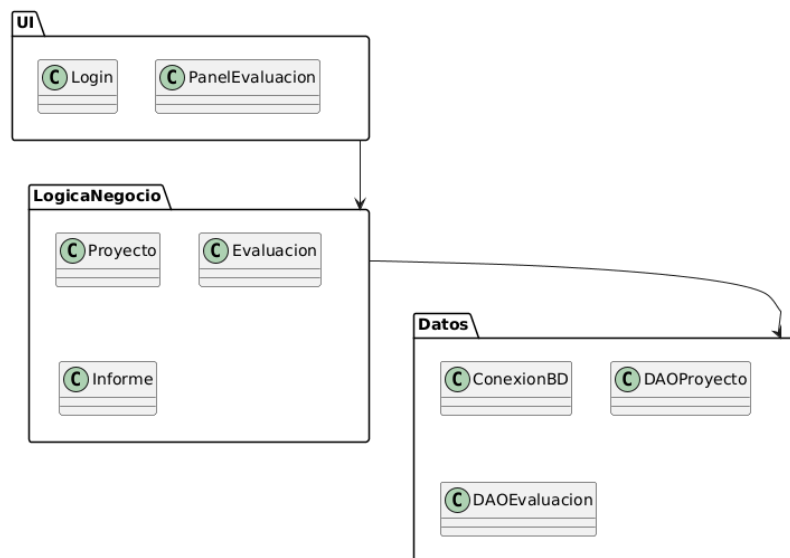 UI
C Login
C PanelEvaluacion
LogicaNegocio
C Proyecto
C Evaluacion
C Informe
Datos
C ConexionBD
C DAOProyecto
C DAOEvaluacion